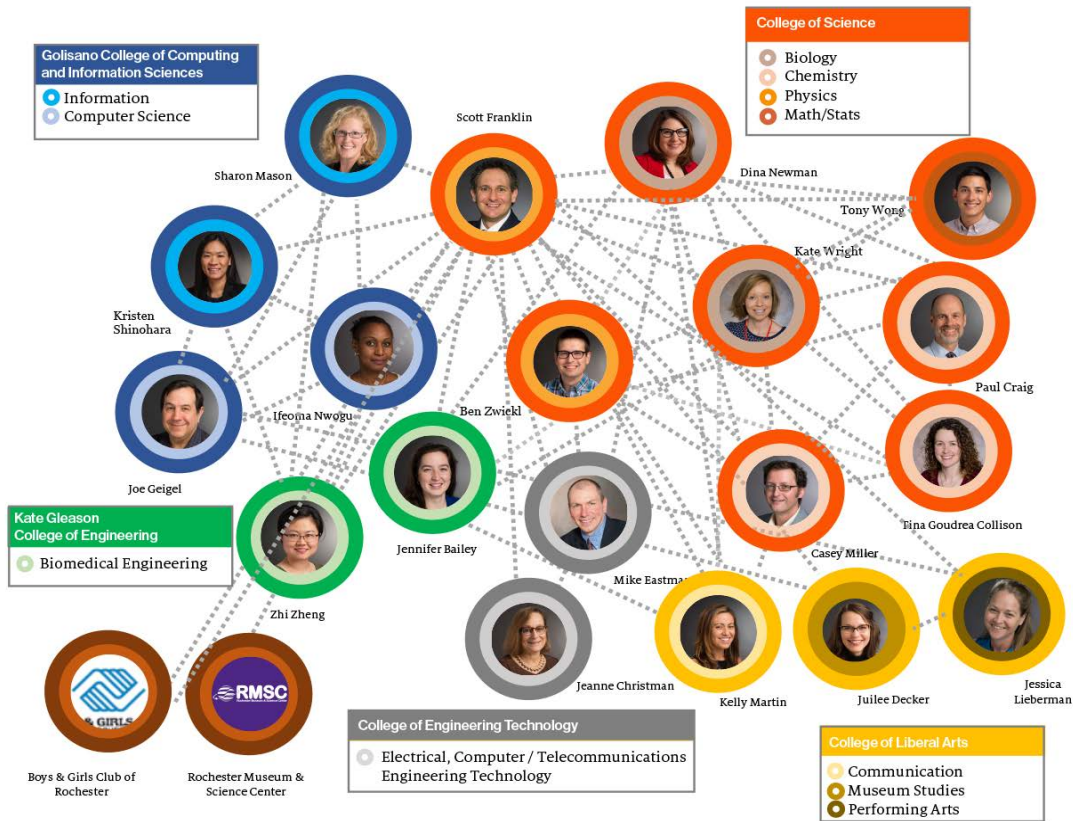 Golisano College of Computing
and Information Sciences
Information
Computer Science
College of Science
Biology
Chemistry
Physics
Math/Stats
Scott Franklin
Sharon Mason
Dina Newman
Tony Wong
Kate Wright
Kristen
Shinohara
Paul Craig
Ifeoma Nwogu
Ben Zwickl
Joe Geigel
Tina Goudrea Collison
Kate Gleason
College of Engineering
Biomedical Engineering
Jennifer Bailey
Casey Miller
Mike Eastman
Zhi Zheng
& GIRLS
RMSC
Jeanne Christman
Kelly Martin
Juilee Decker
Jessica
Lieberman
College of Engineering Technology
Electrical, Computer / Telecommunications
Engineering Technology
College of Liberal Arts
Communication
Museum Studies
Performing Arts
Boys & Girls Club of
Rochester
Rochester Museum &
Science Center